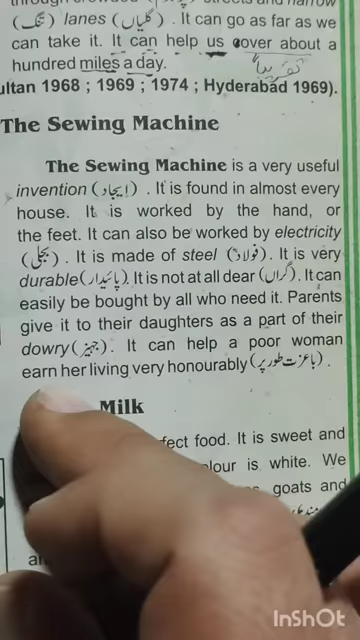 lanes (گلیاں) . It can go as far as we
can take it. It can help us cover about a
hundred miles a day. تقریباً
ultan 1968 ; 1969 ; 1974 ; Hyderabad 1969).
The Sewing Machine
The Sewing Machine is a very useful
invention (ایجاد) . It is found in almost every
house. It is worked by the hand, or
the feet. It can also be worked by electricity
(بجلی) . It is made of steel (فولاد) . It is very
durable (پائیدار). It is not at all dear (گراں). It can
easily be bought by all who need it. Parents
give it to their daughters as a part of their
dowry (جہیز). It can help a poor woman
earn her living very honourably (باعزت طور پر) .
Milk
fect food. It is sweet and
lour is white. We
goats and
InShOt